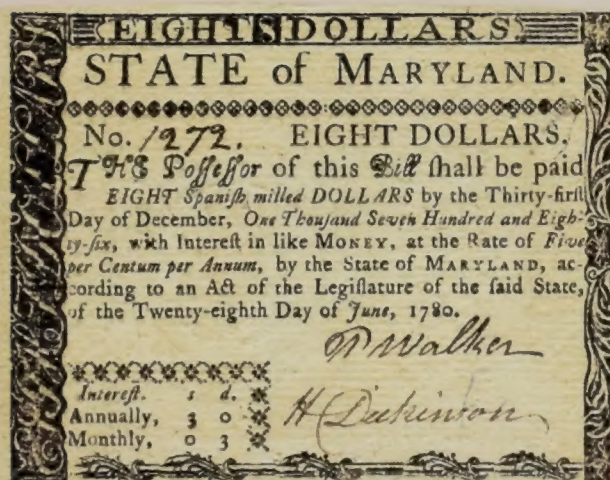 EIGHT DOLLARS.
STATE of MARYLAND.
No. 1272. EIGHT DOLLARS.
THE Poſſeſſor of this Bill ſhall be paid
EIGHT Spaniſh milled DOLLARS by the Thirty-firſt
Day of December, One Thouſand Seven Hundred and Eigh-
ty-ſix, with Intereſt in like MONEY, at the Rate of Five
per Centum per Annum, by the State of MARYLAND, ac-
cording to an Act of the Legiſlature of the ſaid State,
of the Twenty-eighth Day of June, 1780.
Walker
H Dickinson
Intereſt. s d.
Annually, 3 0
Monthly, 0 3